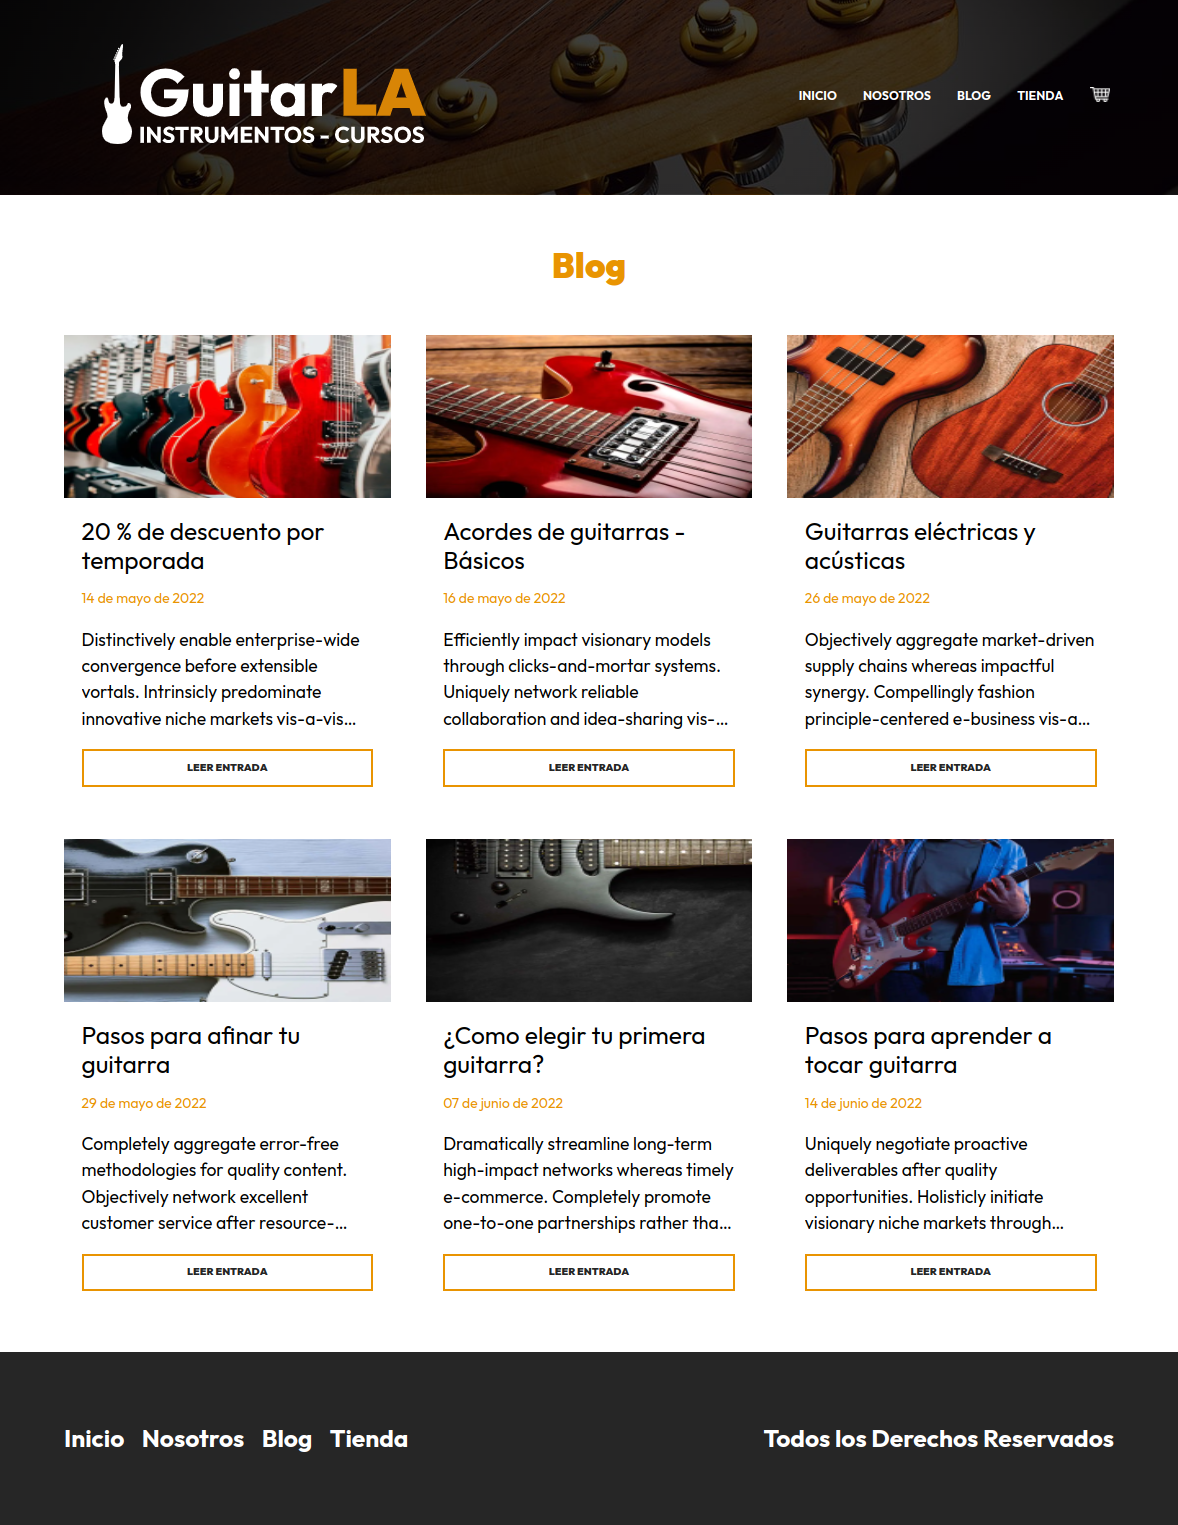 GuitarLA
INSTRUMENTOS - CURSOS
INICIO NOSOTROS BLOG TIENDA
Blog
20 % de descuento por
temporada
14 de mayo de 2022
Distinctively enable enterprise-wide
convergence before extensible
vortals. Intrinsicly predominate
innovative niche markets vis-a-vis...
LEER ENTRADA
Acordes de guitarras -
Básicos
16 de mayo de 2022
Efficiently impact visionary models
through clicks-and-mortar systems.
Uniquely network reliable
collaboration and idea-sharing vis-...
LEER ENTRADA
Guitarras eléctricas y
acústicas
26 de mayo de 2022
Objectively aggregate market-driven
supply chains whereas impactful
synergy. Compellingly fashion
principle-centered e-business vis-a...
LEER ENTRADA
Pasos para afinar tu
guitarra
29 de mayo de 2022
Completely aggregate error-free
methodologies for quality content.
Objectively network excellent
customer service after resource-...
LEER ENTRADA
¿Como elegir tu primera
guitarra?
07 de junio de 2022
Dramatically streamline long-term
high-impact networks whereas timely
e-commerce. Completely promote
one-to-one partnerships rather tha...
LEER ENTRADA
Pasos para aprender a
tocar guitarra
14 de junio de 2022
Uniquely negotiate proactive
deliverables after quality
opportunities. Holisticly initiate
visionary niche markets through...
LEER ENTRADA
Inicio Nosotros Blog Tienda
Todos los Derechos Reservados